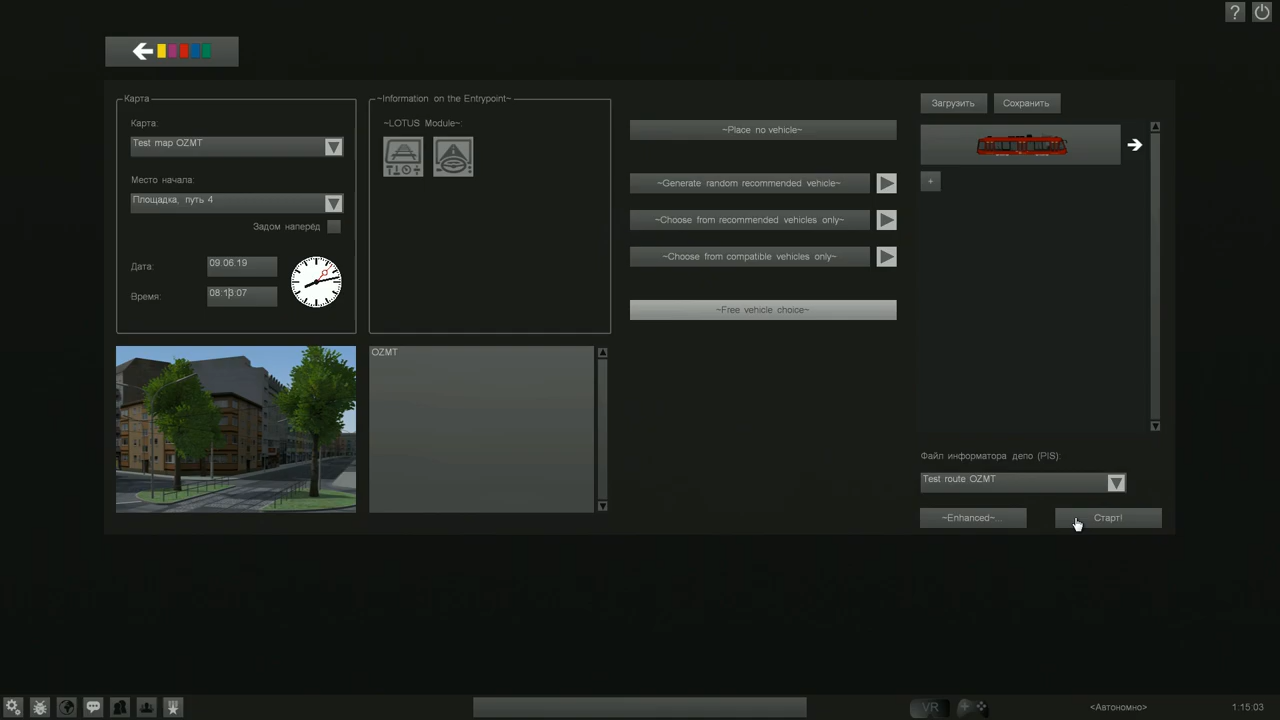 ?
Карта
Карта:
Test map OZMT
Место начала:
Площадка, путь 4
Задом наперёд
Дата:
09.06.19
Время:
08:13:07
~Information on the Entrypoint~
~LOTUS Module~:
OZMT
~Place no vehicle~
~Generate random recommended vehicle~
~Choose from recommended vehicles only~
~Choose from compatible vehicles only~
~Free vehicle choice~
Загрузить
Сохранить
+
Файл информатора депо (PIS):
Test route OZMT
~Enhanced~...
Старт!
VR
<Автономно>
1:15:03